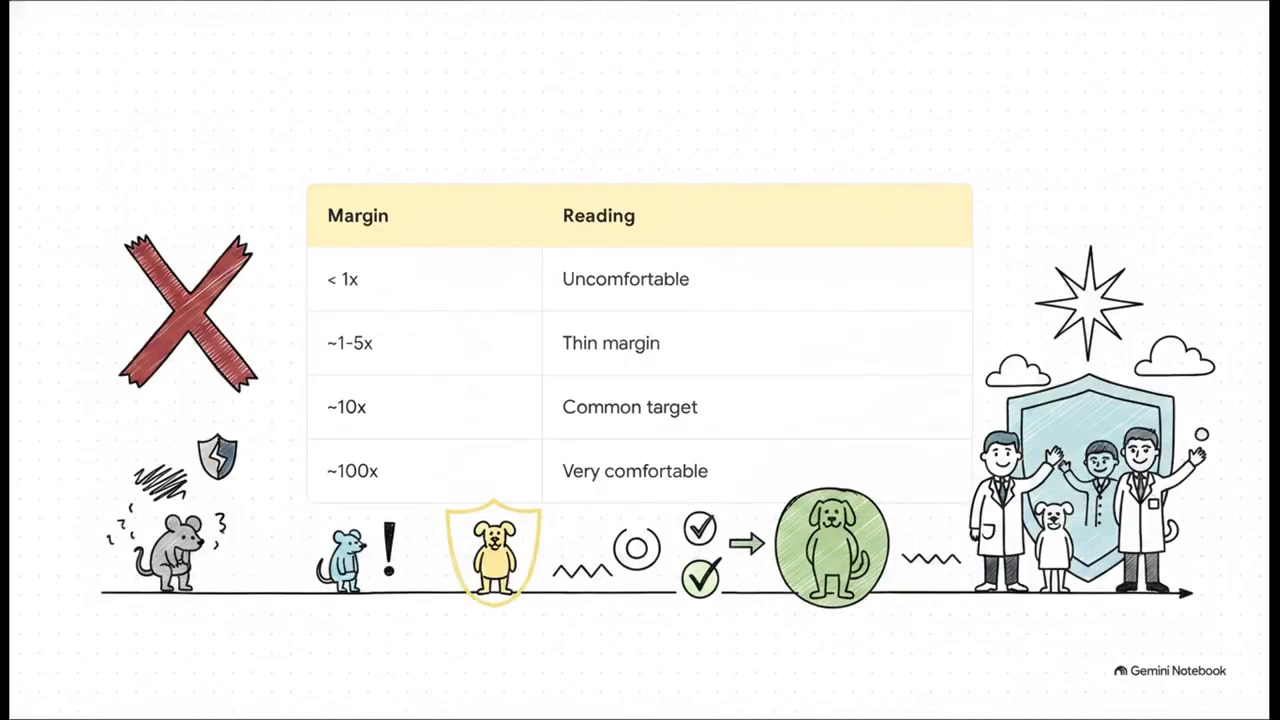 Margin Reading
< 1x Uncomfortable
~1-5x Thin margin
~10x Common target
~100x Very comfortable
Gemini Notebook